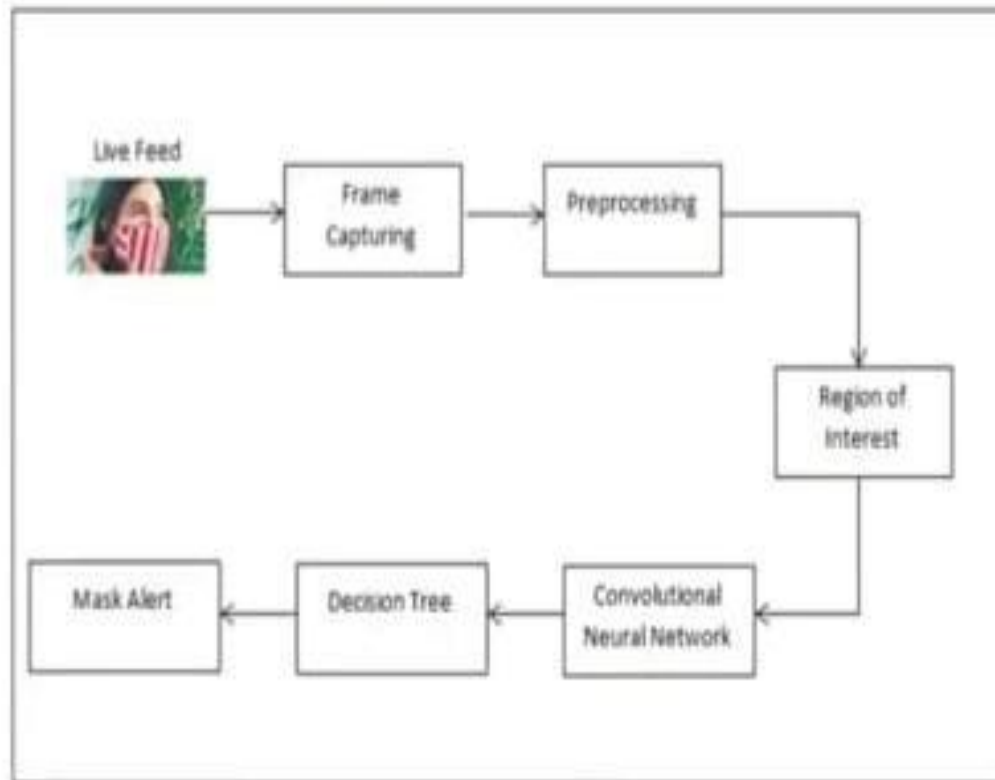 Live Feed
Frame
Capturing
Preprocessing
Region of
Interest
Convolutional
Neural Network
Decision Tree
Mask Alert